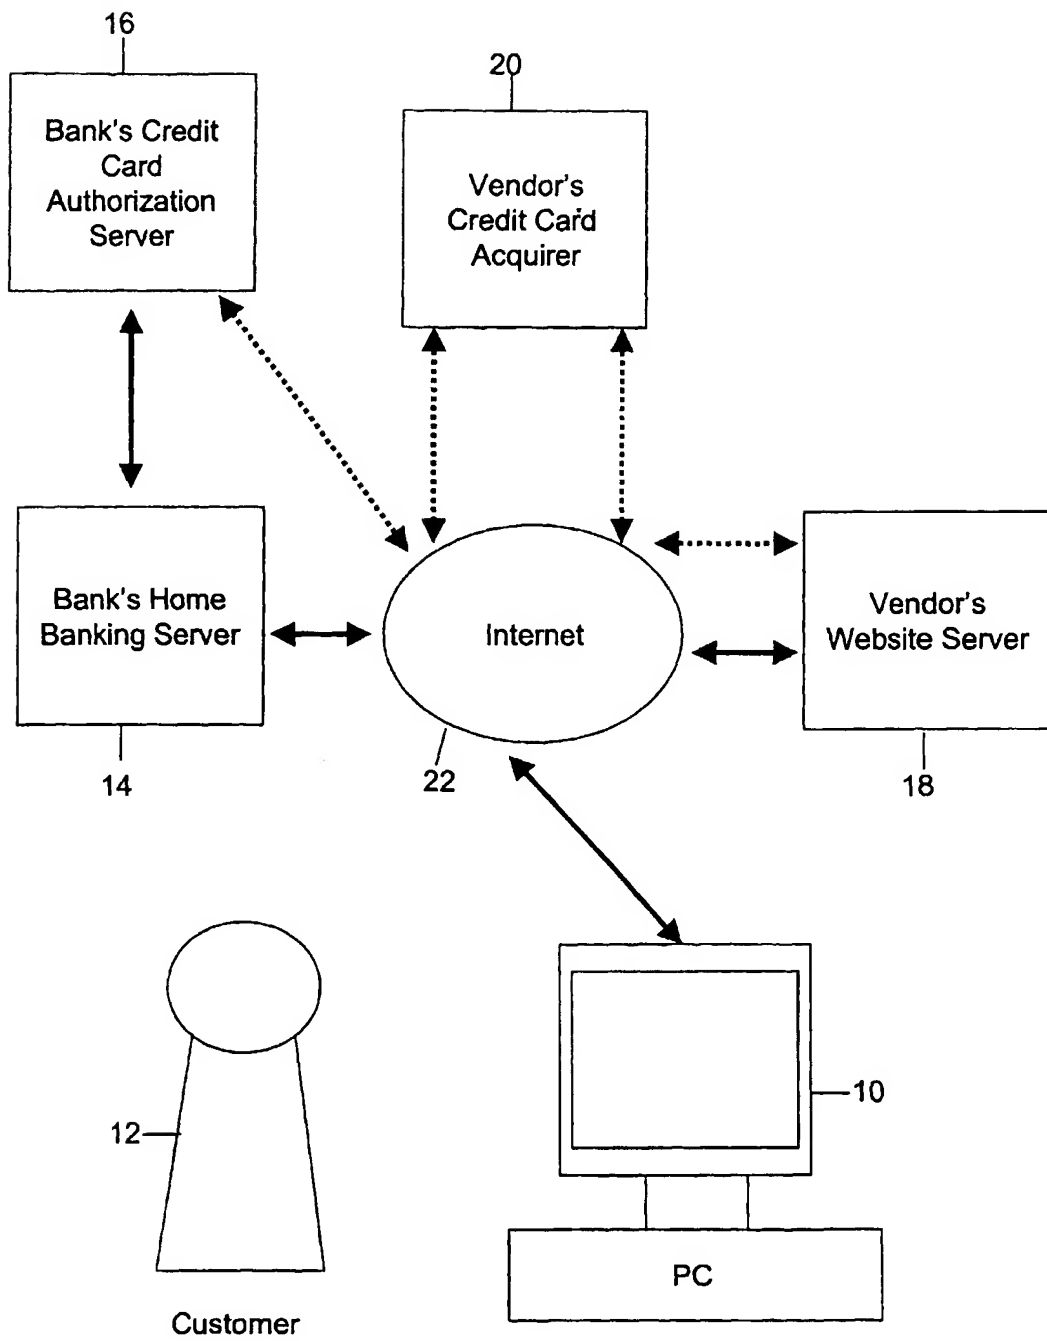 16
Bank's Credit
Card
Authorization
Server
20
Vendor's
Credit Card
Acquirer
Bank's Home
Banking Server
Internet
Vendor's
Website Server
14
22
18
12
10
PC
Customer